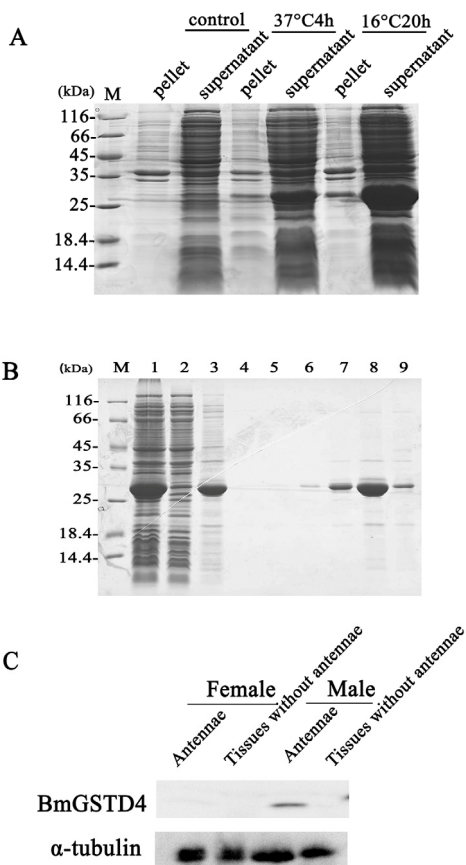 A
control 37°C4h 16°C20h
pellet supernatant pellet supernatant pellet supernatant
(kDa) M
116-
66-
45-
35-
25-
18.4-
14.4-
B
(kDa) M 1 2 3 4 5 6 7 8 9
116-
66-
45-
35-
25-
18.4-
14.4-
C
Female Male
Antennae Tissues without antennae Antennae Tissues without antennae
BmGSTD4
α-tubulin